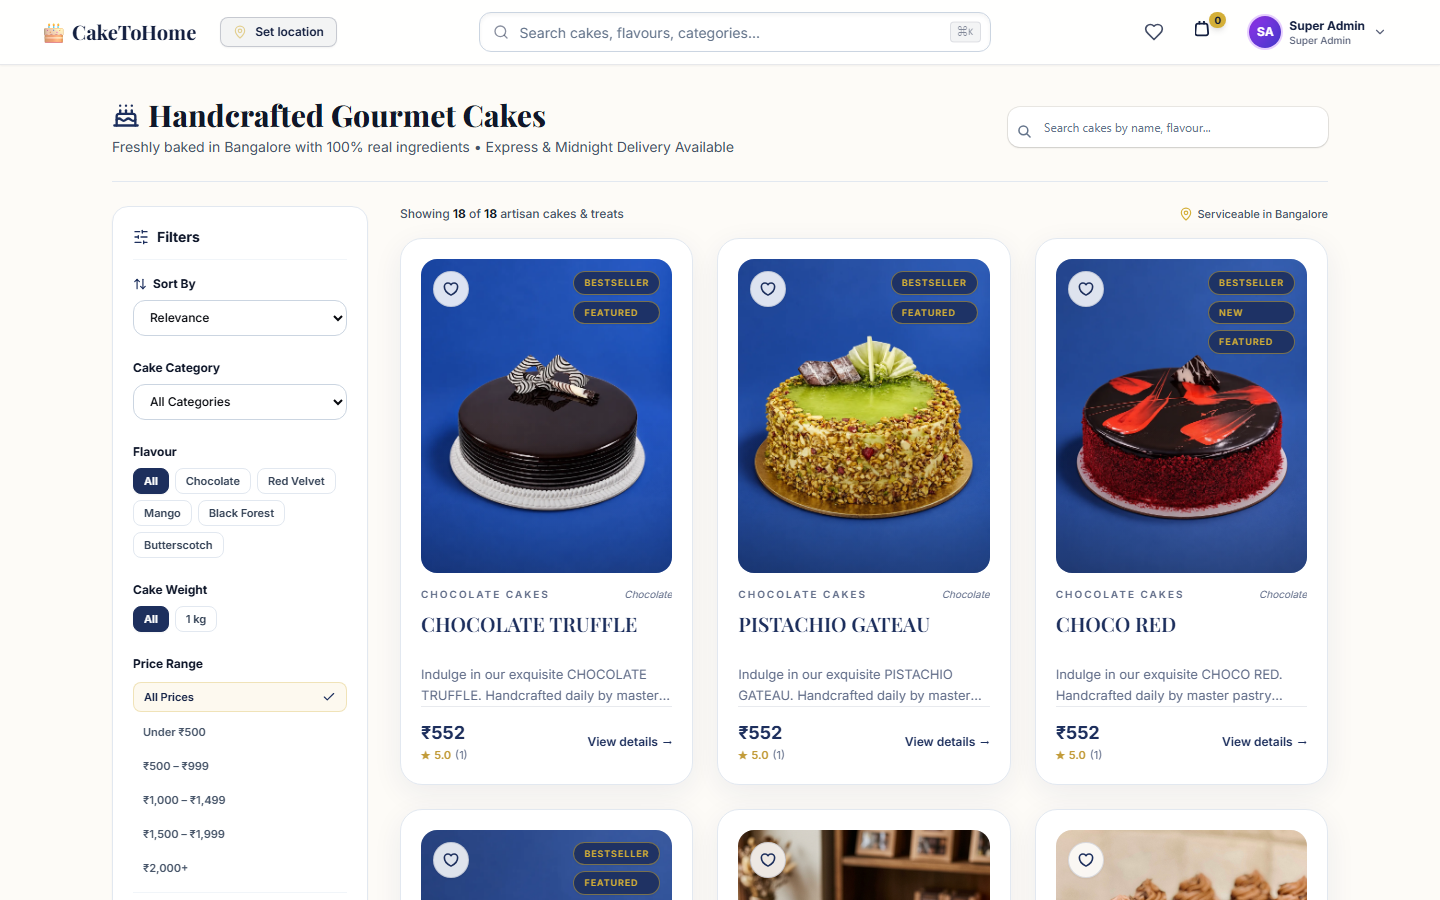 CakeToHome
Set location
Search cakes, flavours, categories...
⌘K
0
SA
Super Admin
Super Admin
Handcrafted Gourmet Cakes
Freshly baked in Bangalore with 100% real ingredients • Express & Midnight Delivery Available
Search cakes by name, flavour...
Filters
Sort By
Relevance
Cake Category
All Categories
Flavour
All
Chocolate
Red Velvet
Mango
Black Forest
Butterscotch
Cake Weight
All
1 kg
Price Range
All Prices
Under ₹500
₹500 – ₹999
₹1,000 – ₹1,499
₹1,500 – ₹1,999
₹2,000+
Showing 18 of 18 artisan cakes & treats
Serviceable in Bangalore
BESTSELLER
FEATURED
CHOCOLATE CAKES
Chocolate
CHOCOLATE TRUFFLE
Indulge in our exquisite CHOCOLATE
TRUFFLE. Handcrafted daily by master...
₹552
★ 5.0 (1)
View details →
BESTSELLER
FEATURED
CHOCOLATE CAKES
Chocolate
PISTACHIO GATEAU
Indulge in our exquisite PISTACHIO
GATEAU. Handcrafted daily by master...
₹552
★ 5.0 (1)
View details →
BESTSELLER
NEW
FEATURED
CHOCOLATE CAKES
Chocolate
CHOCO RED
Indulge in our exquisite CHOCO RED.
Handcrafted daily by master pastry...
₹552
★ 5.0 (1)
View details →
BESTSELLER
FEATURED